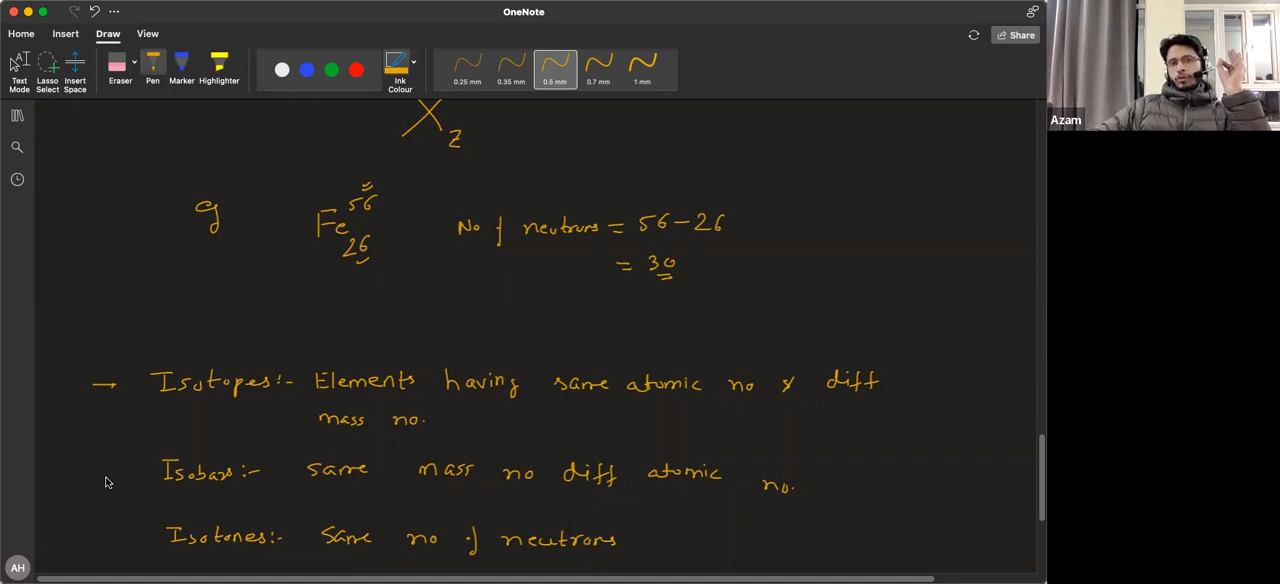 OneNote
Home Insert Draw View
Share
Text Mode
Lasso Select
Insert Space
Eraser
Pen
Marker
Highlighter
Ink Colour
0.25 mm
0.35 mm
0.5 mm
0.7 mm
1 mm
Azam
X
Z
Fe 56
26
No of neutrons = 56 - 26
= 30
→ Isotopes:- Elements having same atomic no & diff
mass no.
Isobars:- same mass no diff atomic no.
Isotones:- Same no of neutrons
AH